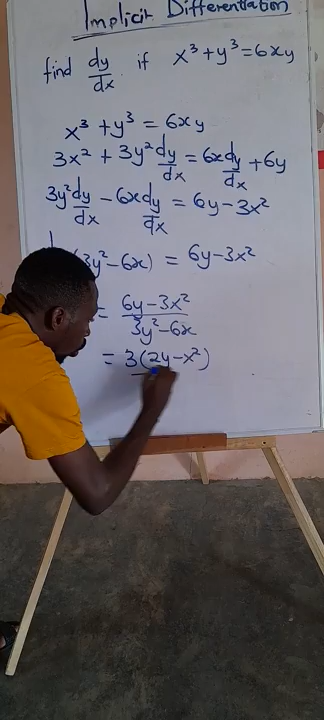 Implicit Differentiation
find dy/dx if x³ + y³ = 6xy
x³ + y³ = 6xy
3x² + 3y² dy/dx = 6x dy/dx + 6y
3y² dy/dx - 6x dy/dx = 6y - 3x²
(3y² - 6x) = 6y - 3x²
= 6y - 3x² / 3y² - 6x
= 3(2y - x²)